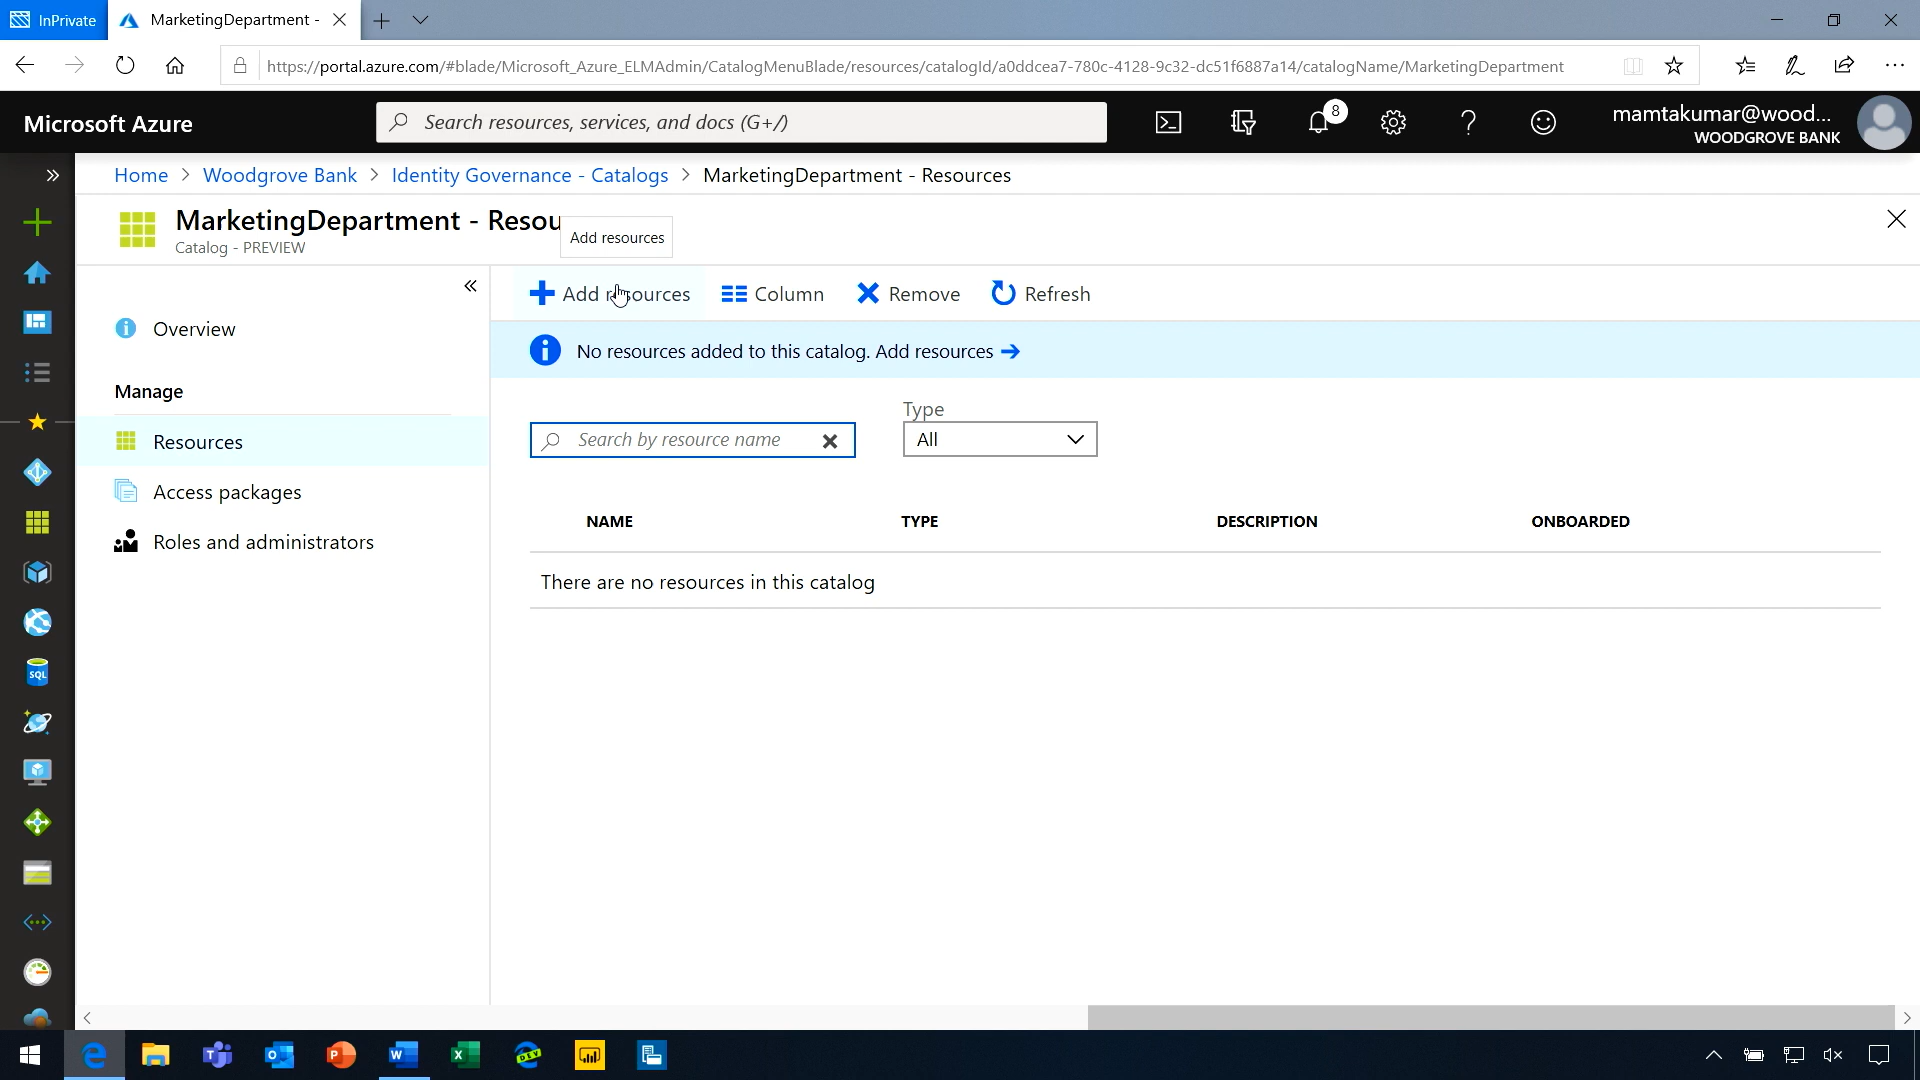 InPrivate
MarketingDepartment -
https://portal.azure.com/#blade/Microsoft_Azure_ELMAdmin/CatalogMenuBlade/resources/catalogId/a0ddcea7-780c-4128-9c32-dc51f6887a14/catalogName/MarketingDepartment
Microsoft Azure
Search resources, services, and docs (G+/)
8
mamtakumar@wood...
WOODGROVE BANK
Home > Woodgrove Bank > Identity Governance - Catalogs > MarketingDepartment - Resources
MarketingDepartment - Resou
Catalog - PREVIEW
Add resources
Add resources
Column
Remove
Refresh
Overview
No resources added to this catalog. Add resources
Manage
Type
Resources
Search by resource name
All
Access packages
NAME
TYPE
DESCRIPTION
ONBOARDED
Roles and administrators
There are no resources in this catalog
SQL
DEV